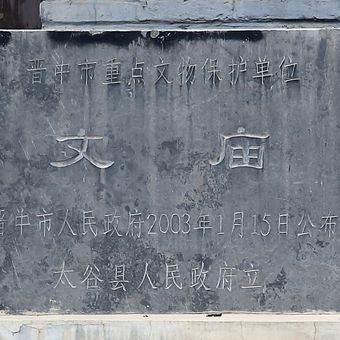 晋中市重点文物保护单位
文庙
晋中市人民政府2003年1月15日公布
太谷县人民政府立